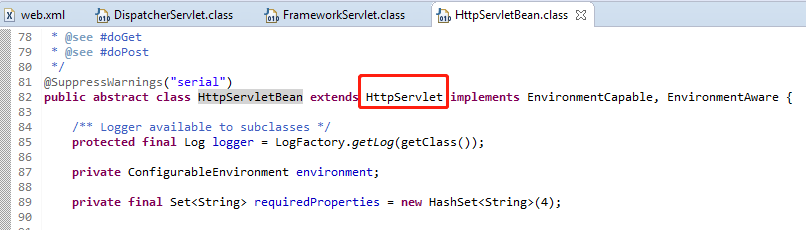 web.xml DispatcherServlet.class FrameworkServlet.class HttpServletBean.class
78 * @see #doGet
79 * @see #doPost
80 */
81 @SuppressWarnings("serial")
82 public abstract class HttpServletBean extends HttpServlet implements EnvironmentCapable, EnvironmentAware {
83
84 /** Logger available to subclasses */
85 protected final Log logger = LogFactory.getLog(getClass());
86
87 private ConfigurableEnvironment environment;
88
89 private final Set<String> requiredProperties = new HashSet<String>(4);
90